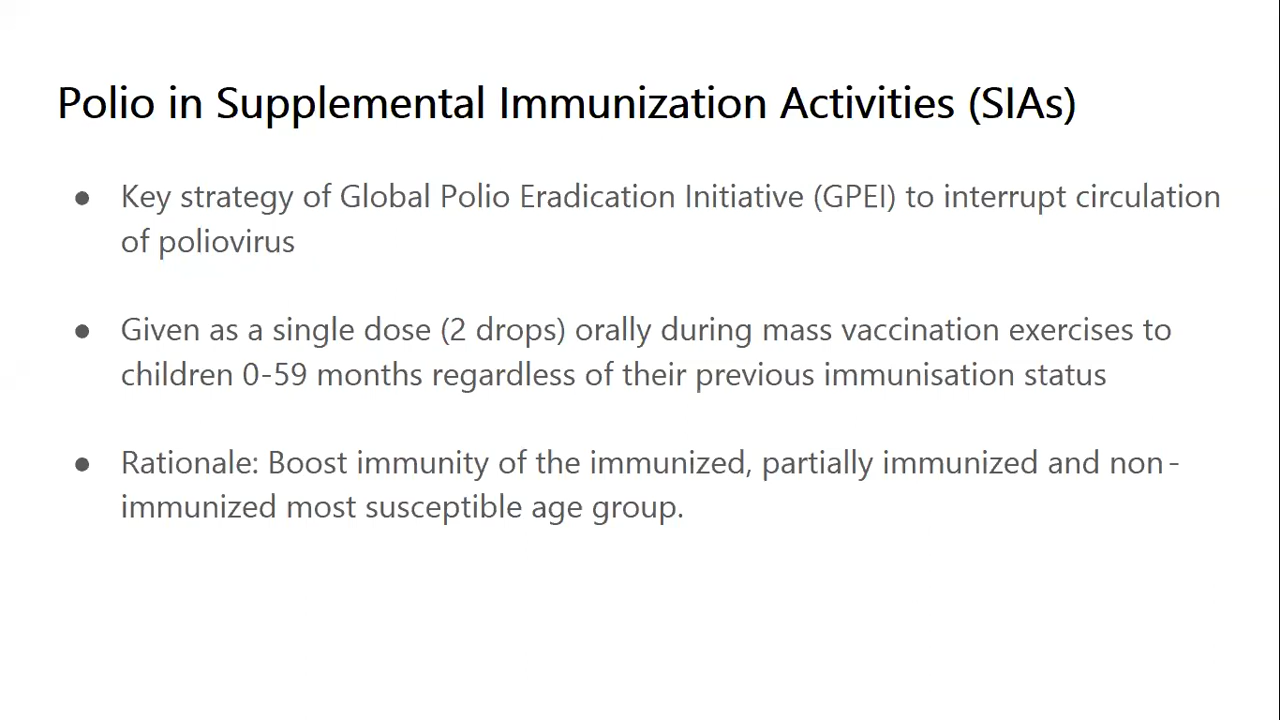 Polio in Supplemental Immunization Activities (SIAs)
● Key strategy of Global Polio Eradication Initiative (GPEI) to interrupt circulation
of poliovirus
● Given as a single dose (2 drops) orally during mass vaccination exercises to
children 0-59 months regardless of their previous immunisation status
● Rationale: Boost immunity of the immunized, partially immunized and non-
immunized most susceptible age group.